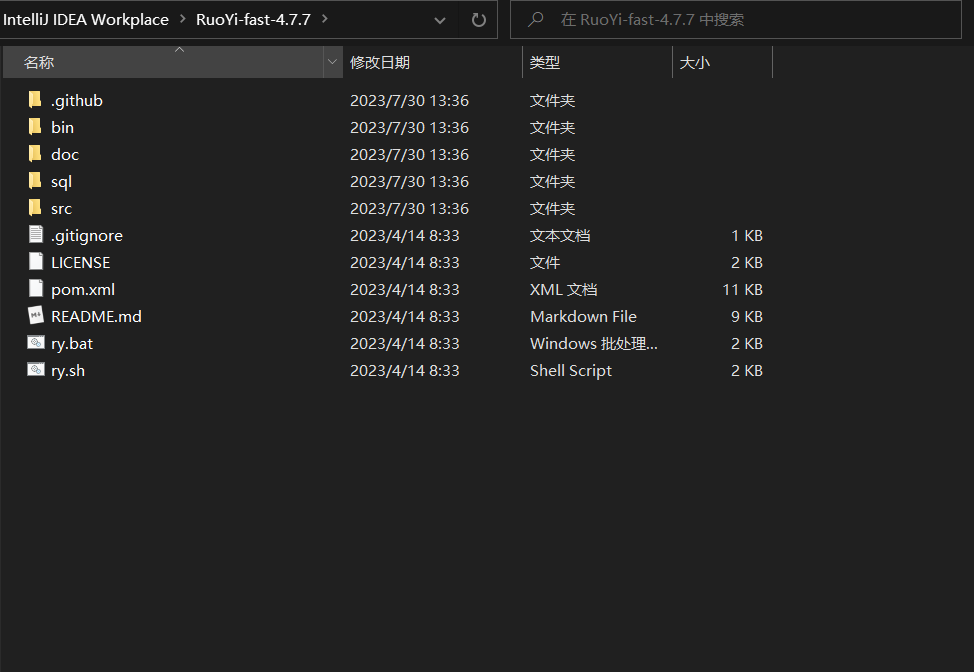 IntelliJ IDEA Workplace > RuoYi-fast-4.7.7 > 在 RuoYi-fast-4.7.7 中搜索
名称 修改日期 类型 大小
.github 2023/7/30 13:36 文件夹
bin 2023/7/30 13:36 文件夹
doc 2023/7/30 13:36 文件夹
sql 2023/7/30 13:36 文件夹
src 2023/7/30 13:36 文件夹
.gitignore 2023/4/14 8:33 文本文档 1 KB
LICENSE 2023/4/14 8:33 文件 2 KB
pom.xml 2023/4/14 8:33 XML 文档 11 KB
README.md 2023/4/14 8:33 Markdown File 9 KB
ry.bat 2023/4/14 8:33 Windows 批处理... 2 KB
ry.sh 2023/4/14 8:33 Shell Script 2 KB